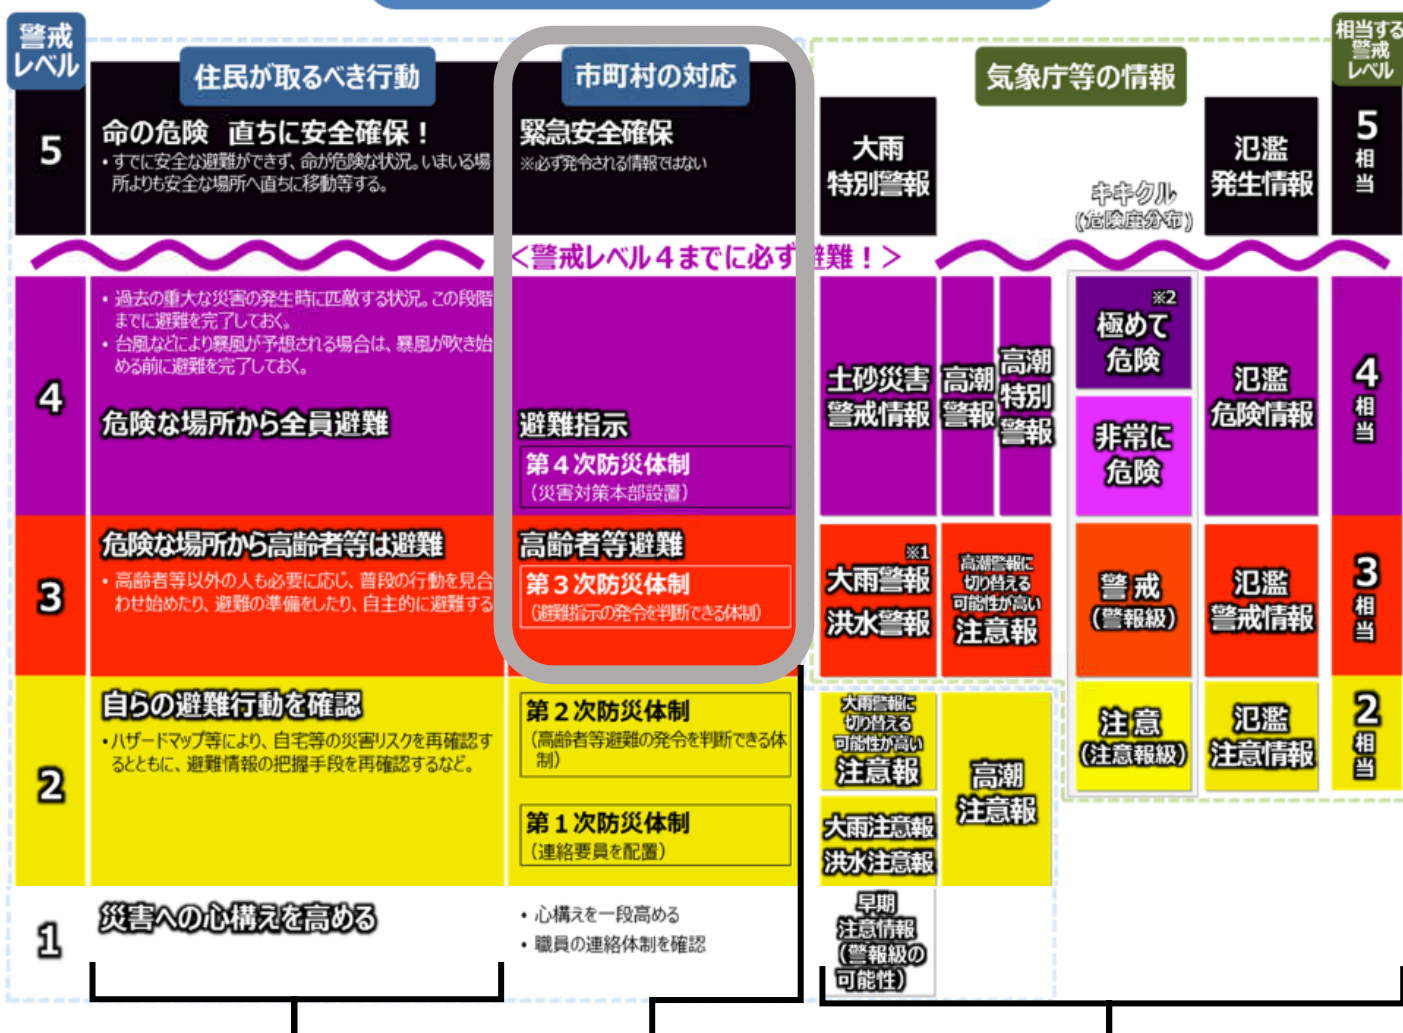 警戒
レベル
住民が取るべき行動
市町村の対応
気象庁等の情報
相当する
警戒
レベル
5
命の危険 直ちに安全確保！
・すでに安全な避難ができず、命が危険な状況。いまいる場
所よりも安全な場所へ直ちに移動等する。
緊急安全確保
※必ず発令される情報ではない
大雨
特別警報
キキクル
(危険度分布)
氾濫
発生情報
5
相
当
＜警戒レベル４までに必ず避難！＞
4
・過去の重大な災害の発生時に匹敵する状況。この段階
までに避難を完了しておく。
・台風などにより暴風が予想される場合は、暴風が吹き始
める前に避難を完了しておく。
危険な場所から全員避難
避難指示
第４次防災体制
（災害対策本部設置）
土砂災害
警戒情報
高潮
警報
高潮
特別
警報
※2
極めて
危険
非常に
危険
氾濫
危険情報
4
相
当
3
危険な場所から高齢者等は避難
・高齢者等以外の人も必要に応じ、普段の行動を見合
わせ始めたり、避難の準備をしたり、自主的に避難する
高齢者等避難
第３次防災体制
（避難指示の発令を判断できる体制）
※1
大雨警報
洪水警報
高潮警報に
切り替える
可能性が高い
注意報
警戒
（警報級）
氾濫
警戒情報
3
相
当
2
自らの避難行動を確認
・ハザードマップ等により、自宅等の災害リスクを再確認す
るとともに、避難情報の把握手段を再確認するなど。
第２次防災体制
（高齢者等避難の発令を判断できる体
制）
第１次防災体制
（連絡要員を配置）
大雨警報に
切り替える
可能性が高い
注意報
大雨注意報
洪水注意報
高潮
注意報
注意
（注意報級）
氾濫
注意情報
2
相
当
1
災害への心構えを高める
・心構えを一段高める
・職員の連絡体制を確認
早期
注意情報
（警報級の
可能性）